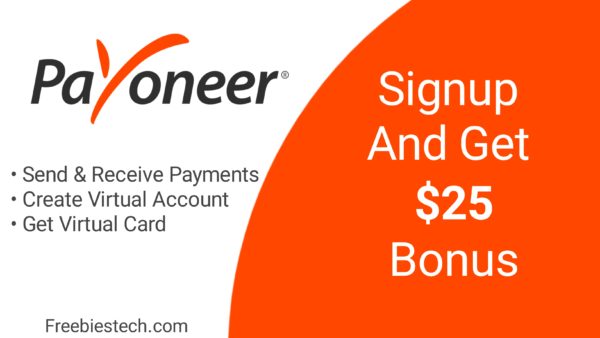 Payoneer®
• Send & Receive Payments
• Create Virtual Account
• Get Virtual Card
Freebiestech.com
Signup
And Get
$25
Bonus